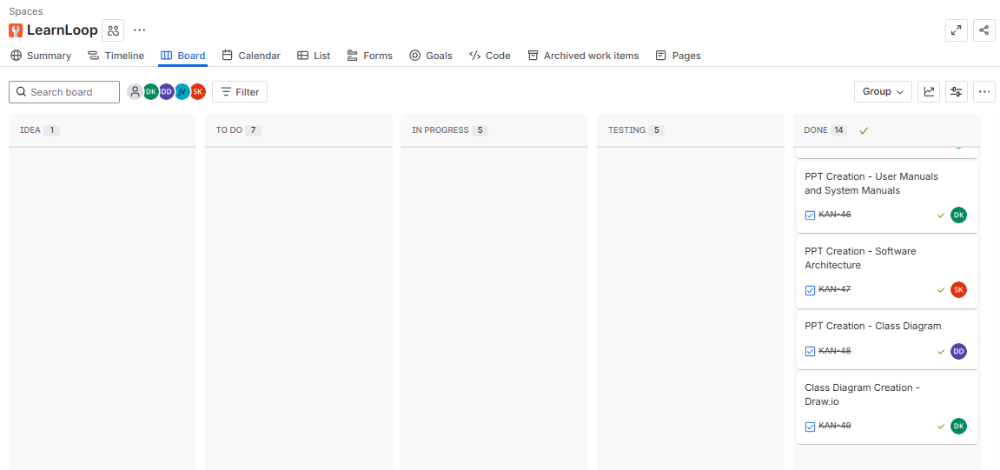 Spaces
LearnLoop
Summary Timeline Board Calendar List Forms Goals Code Archived work items Pages
Search board DK DD JV SK Filter Group
IDEA 1 TO DO 7 IN PROGRESS 5 TESTING 5 DONE 14
PPT Creation - User Manuals
and System Manuals
KAN-46 DK
PPT Creation - Software
Architecture
KAN-47 SK
PPT Creation - Class Diagram
KAN-48 DD
Class Diagram Creation -
Draw.io
KAN-49 DK